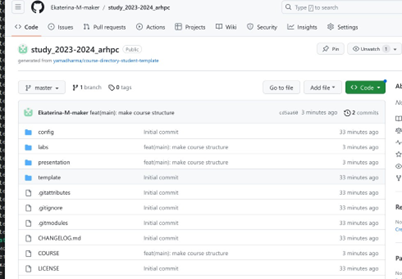 Ekaterina-M-maker / study_2023-2024_arhpc
Type / to search
Code
Issues
Pull requests
Actions
Projects
Wiki
Security
Insights
Settings
study_2023-2024_arhpc Public
Pin
Unwatch 1
generated from yamadharma/course-directory-student-template
master
1 branch
0 tags
Go to file
Add file
Code
Ekaterina-M-maker feat(main): make course structure
3 minutes ago
2 commits
config Initial commit 33 minutes ago
labs feat(main): make course structure 3 minutes ago
presentation feat(main): make course structure 3 minutes ago
template Initial commit 33 minutes ago
.gitattributes Initial commit 33 minutes ago
.gitignore Initial commit 33 minutes ago
.gitmodules Initial commit 33 minutes ago
CHANGELOG.md Initial commit 33 minutes ago
COURSE feat(main): make course structure 3 minutes ago
LICENSE Initial commit 33 minutes ago